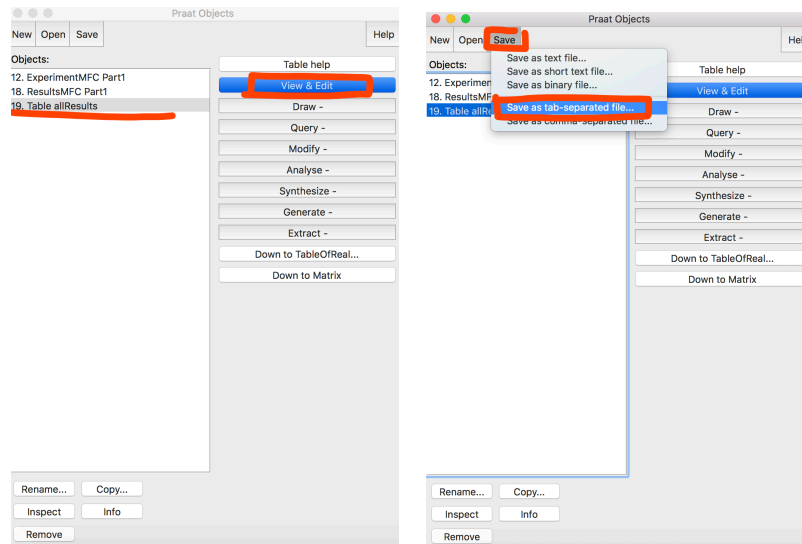 Praat Objects
New Open Save Help
Objects:
12. ExperimentMFC Part1
18. ResultsMFC Part1
19. Table allResults
Table help
View & Edit
Draw -
Query -
Modify -
Analyse -
Synthesize -
Generate -
Extract -
Down to TableOfReal...
Down to Matrix
Rename... Copy...
Inspect Info
Remove
Praat Objects
New Open Save Hel
Save as text file...
Save as short text file...
Save as binary file...
Save as tab-separated file...
Save as comma-separated file...
Objects:
12. Experimen
18. ResultsMF
19. Table allRe
Table help
View & Edit
Draw -
Query -
Modify -
Analyse -
Synthesize -
Generate -
Extract -
Down to TableOfReal...
Down to Matrix
Rename... Copy...
Inspect Info
Remove